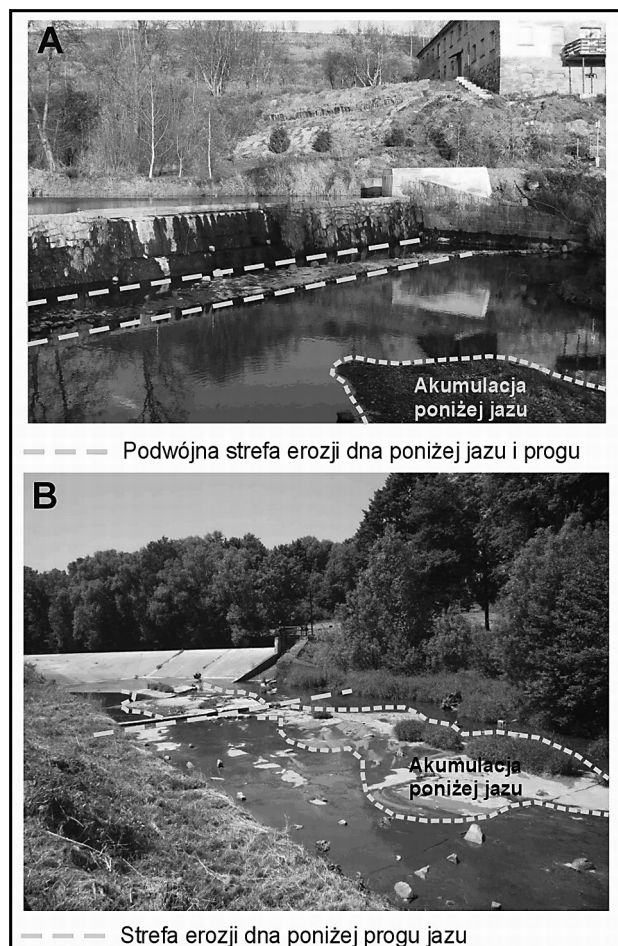 A
Akumulacja
poniżej jazu
Podwójna strefa erozji dna poniżej jazu i progu
B
Akumulacja
poniżej jazu
Strefa erozji dna poniżej progu jazu